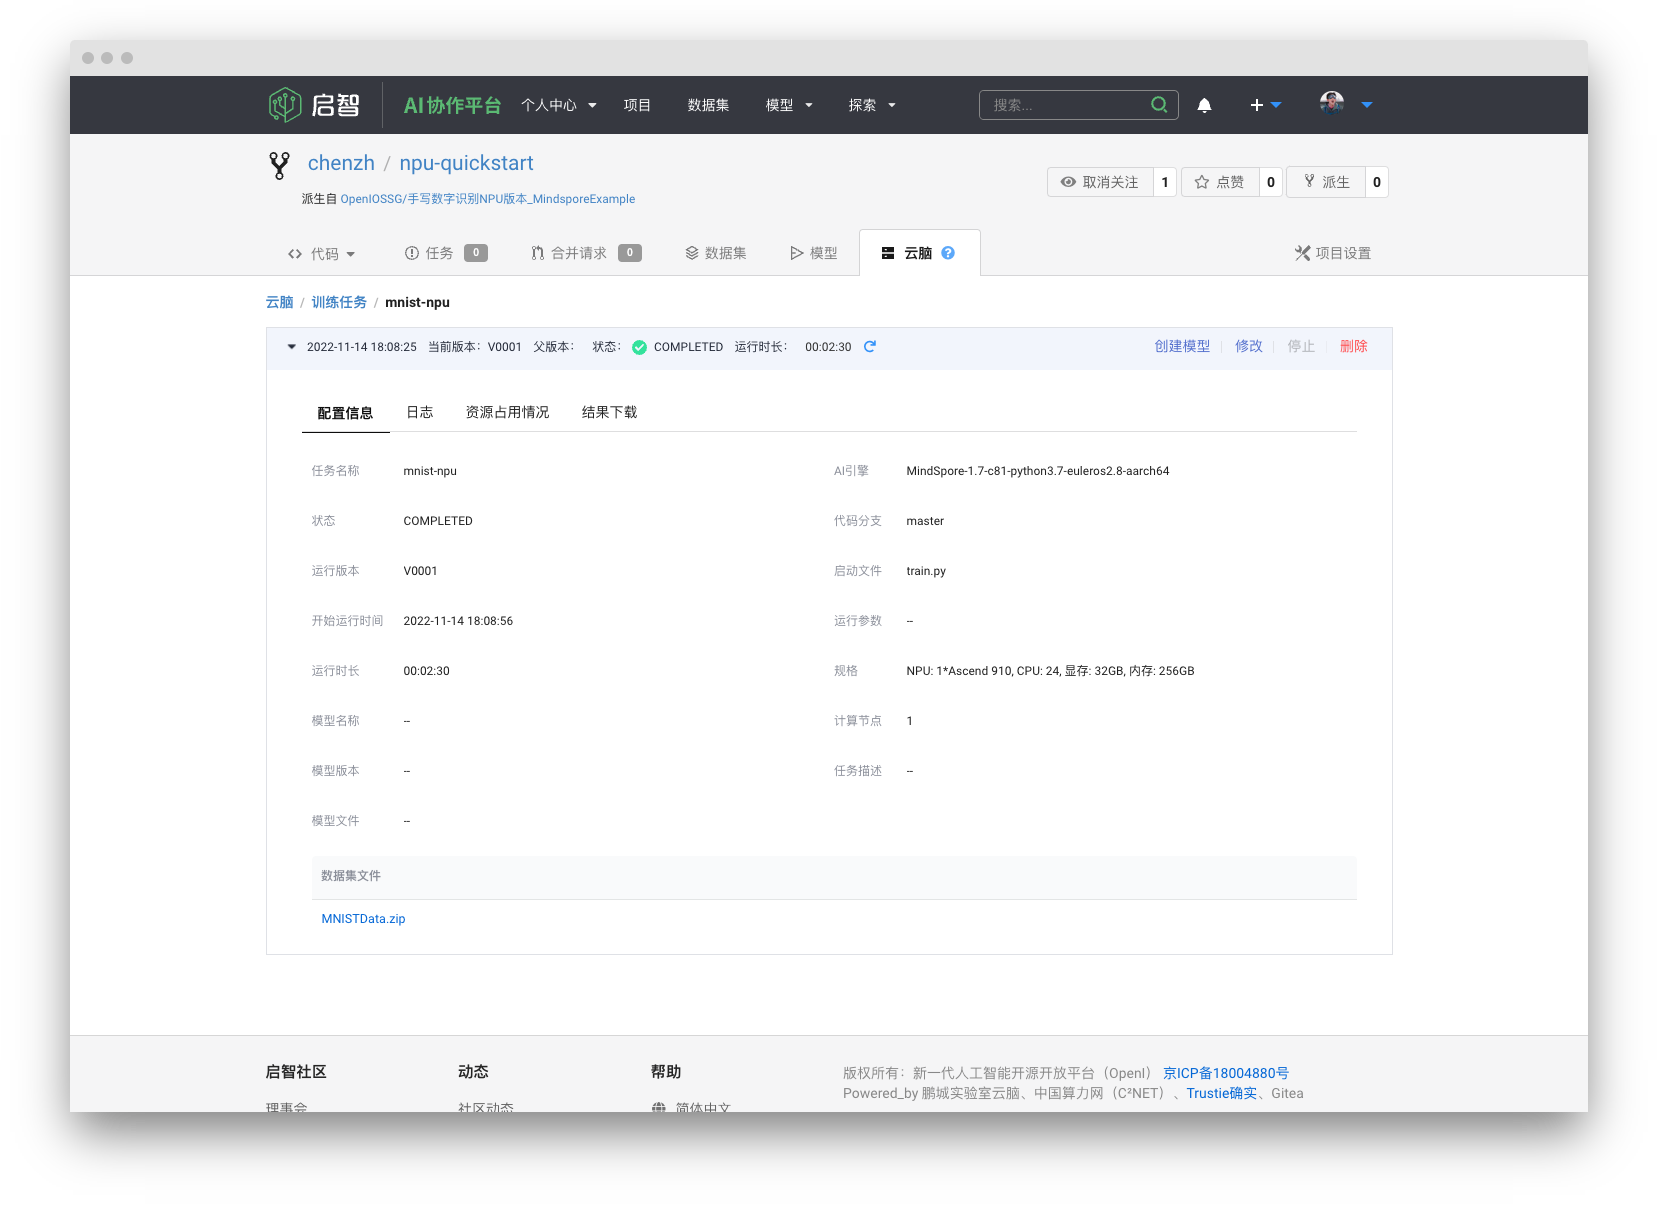 启智 AI协作平台 个人中心 项目 数据集 模型 探索 搜索...
chenzh / npu-quickstart
取消关注 1 点赞 0 派生 0
派生自 OpenIOSSG/手写数字识别NPU版本_MindsporeExample
代码 任务 0 合并请求 0 数据集 模型 云脑 ? 项目设置
云脑 / 训练任务 / mnist-npu
2022-11-14 18:08:25 当前版本：V0001 父版本： 状态： COMPLETED 运行时长： 00:02:30 创建模型 修改 停止 删除
配置信息 日志 资源占用情况 结果下载
任务名称 mnist-npu AI引擎 MindSpore-1.7-c81-python3.7-euleros2.8-aarch64
状态 COMPLETED 代码分支 master
运行版本 V0001 启动文件 train.py
开始运行时间 2022-11-14 18:08:56 运行参数 --
运行时长 00:02:30 规格 NPU: 1*Ascend 910, CPU: 24, 显存: 32GB, 内存: 256GB
模型名称 -- 计算节点 1
模型版本 -- 任务描述 --
模型文件 --
数据集文件
MNISTData.zip
启智社区 动态 帮助 版权所有：新一代人工智能开源开放平台（OpenI） 京ICP备18004880号
Powered_by 鹏城实验室云脑、中国算力网（C²NET）、Trustie确实、Gitea
理事会 社区动态 简体中文